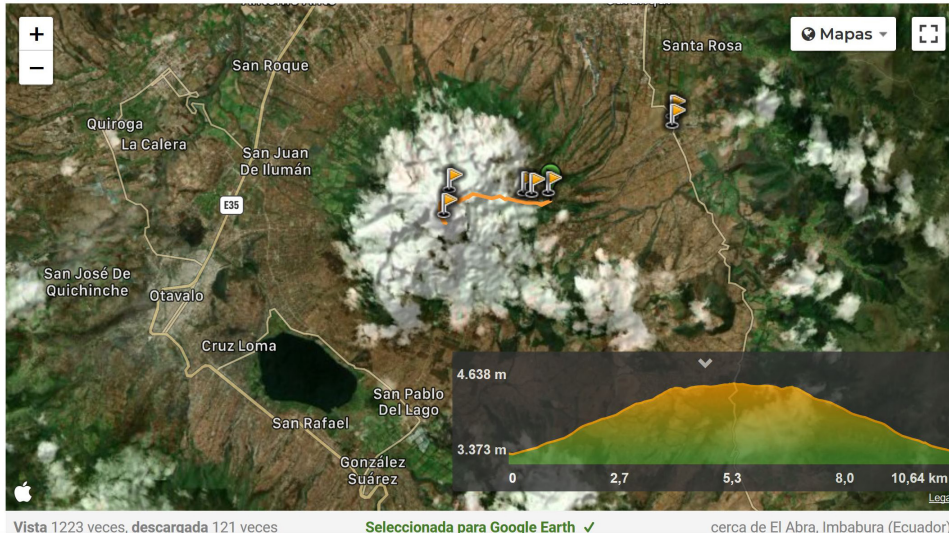 +
Mapas
−
Santa Rosa
San Roque
Quiroga
La Calera
San Juan
De Ilumán
E35
San José De
Quichinche
Otavalo
Cruz Loma
San Pablo
Del Lago
San Rafael
González
Suárez
4.638 m
3.373 m
0 2,7 5,3 8,0 10,64 km
Lega
Vista 1223 veces, descargada 121 veces
Seleccionada para Google Earth ✓
cerca de El Abra, Imbabura (Ecuador)